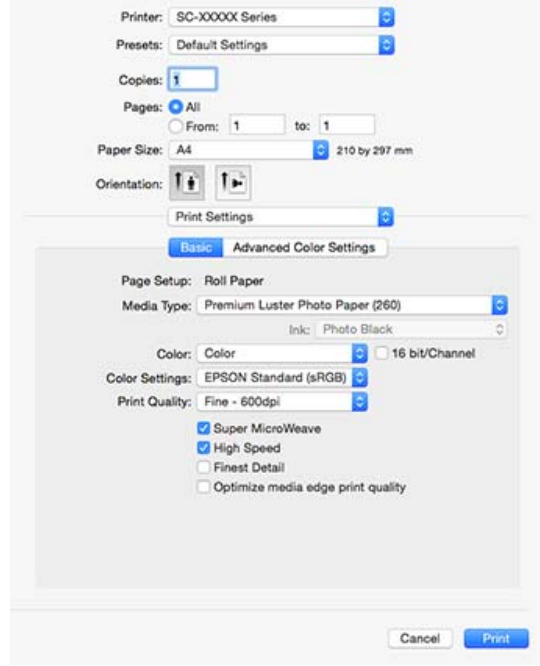 Printer: SC-XXXXX Series
Presets: Default Settings
Copies: 1
Pages: All
From: 1 to: 1
Paper Size: A4 210 by 297 mm
Orientation:
Print Settings
Basic Advanced Color Settings
Page Setup: Roll Paper
Media Type: Premium Luster Photo Paper (260)
Ink: Photo Black
Color: Color 16 bit/Channel
Color Settings: EPSON Standard (sRGB)
Print Quality: Fine - 600dpi
Super MicroWeave
High Speed
Finest Detail
Optimize media edge print quality
Cancel Print